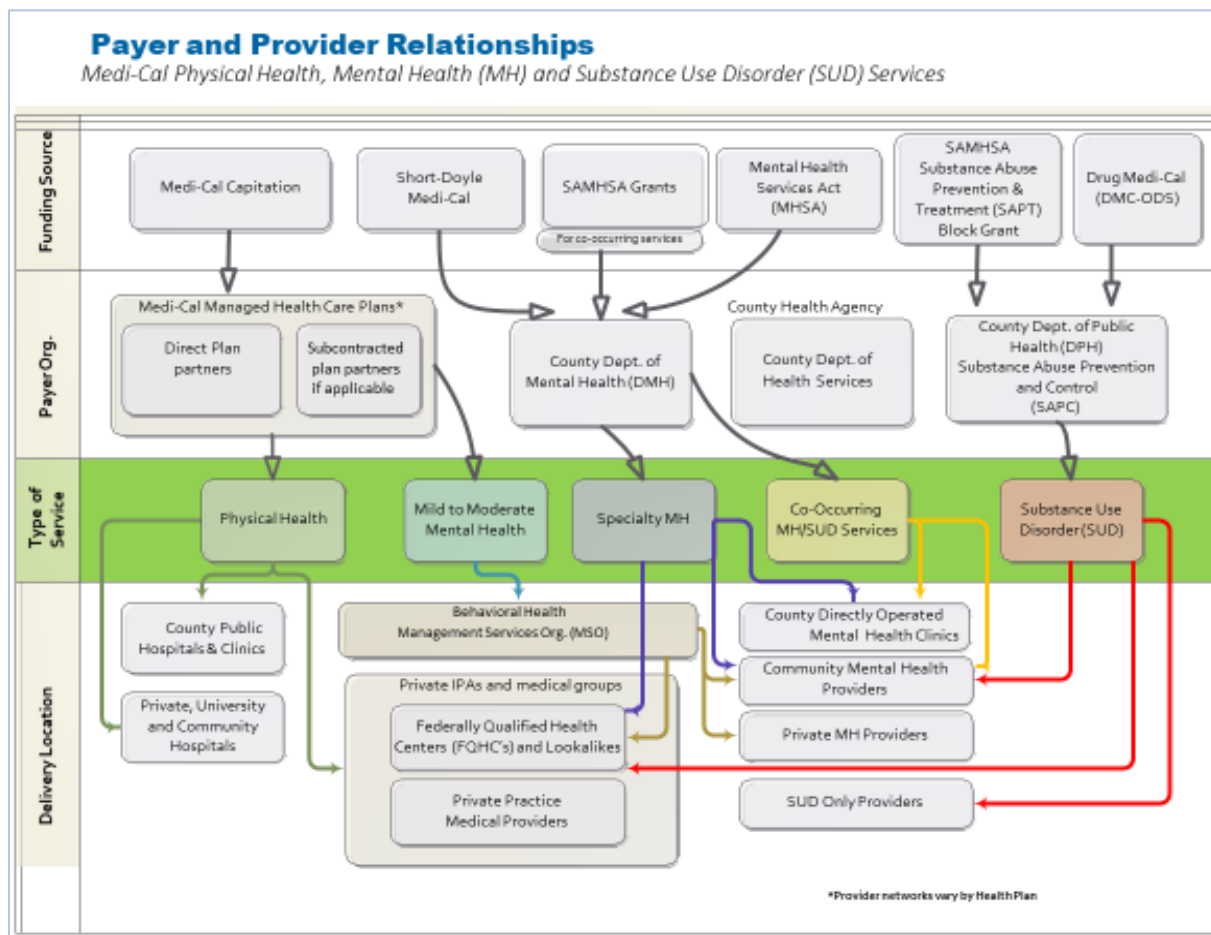 Payer and Provider Relationships
Medi-Cal Physical Health, Mental Health (MH) and Substance Use Disorder (SUD) Services
Funding Source
Medi-Cal Capitation
Short-Doyle
Medi-Cal
SAMHSA Grants
For co-occurring services
Mental Health
Services Act
(MHSA)
SAMHSA
Substance Abuse
Prevention &
Treatment (SAPT)
Block Grant
Drug Medi-Cal
(DMC-ODS)
Payer Org.
Medi-Cal Managed Health Care Plans*
Direct Plan
partners
Subcontracted
plan partners
if applicable
County Dept. of
Mental Health (DMH)
County Health Agency
County Dept. of
Health Services
County Dept. of Public
Health (DPH)
Substance Abuse Prevention
and Control
(SAPC)
Type of
Service
Physical Health
Mild to Moderate
Mental Health
Specialty MH
Co-Occurring
MH/SUD Services
Substance Use
Disorder (SUD)
Delivery Location
County Public
Hospitals & Clinics
Private, University
and Community
Hospitals
Behavioral Health
Management Services Org. (MSO)
Private IPAs and medical groups
Federally Qualified Health
Centers (FQHC's) and Lookalikes
Private Practice
Medical Providers
County Directly Operated
Mental Health Clinics
Community Mental Health
Providers
Private MH Providers
SUD Only Providers
*Provider networks vary by Health Plan